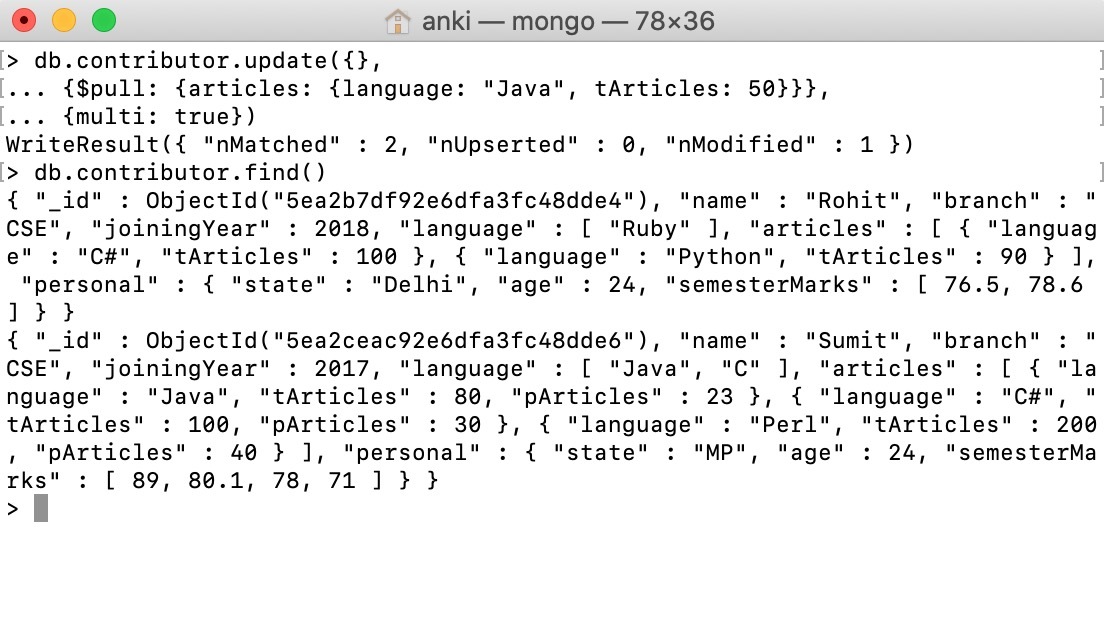 anki — mongo — 78×36
[> db.contributor.update({},                                                  ]
[... {$pull: {articles: {language: "Java", tArticles: 50}}},                  ]
[... {multi: true})                                                           ]
WriteResult({ "nMatched" : 2, "nUpserted" : 0, "nModified" : 1 })
[> db.contributor.find()                                                      ]
{ "_id" : ObjectId("5ea2b7df92e6dfa3fc48dde4"), "name" : "Rohit", "branch" : "
CSE", "joiningYear" : 2018, "language" : [ "Ruby" ], "articles" : [ { "languag
e" : "C#", "tArticles" : 100 }, { "language" : "Python", "tArticles" : 90 } ],
 "personal" : { "state" : "Delhi", "age" : 24, "semesterMarks" : [ 76.5, 78.6 
] } }
{ "_id" : ObjectId("5ea2ceac92e6dfa3fc48dde6"), "name" : "Sumit", "branch" : "
CSE", "joiningYear" : 2017, "language" : [ "Java", "C" ], "articles" : [ { "la
nguage" : "Java", "tArticles" : 80, "pArticles" : 23 }, { "language" : "C#", "
tArticles" : 100, "pArticles" : 30 }, { "language" : "Perl", "tArticles" : 200
, "pArticles" : 40 } ], "personal" : { "state" : "MP", "age" : 24, "semesterMa
rks" : [ 89, 80.1, 78, 71 ] } }
>